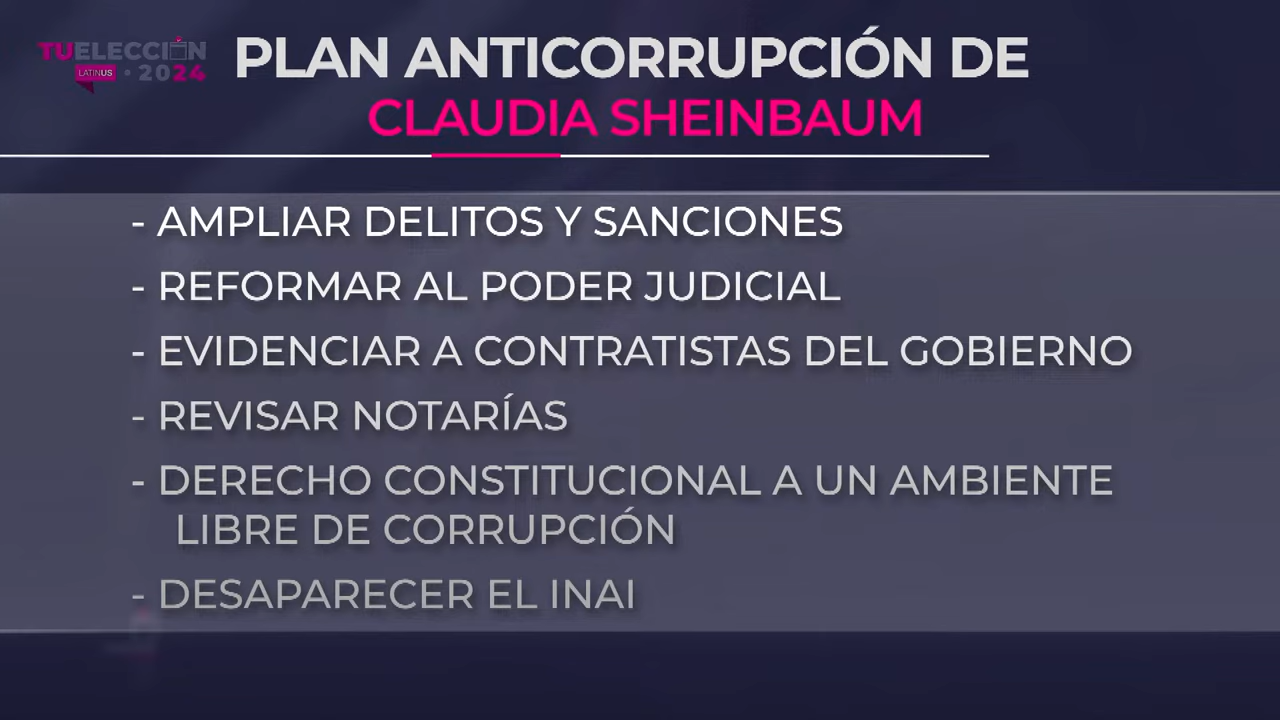 TUELECCIÓN
LATINUS · 2024
PLAN ANTICORRUPCIÓN DE
CLAUDIA SHEINBAUM
- AMPLIAR DELITOS Y SANCIONES
- REFORMAR AL PODER JUDICIAL
- EVIDENCIAR A CONTRATISTAS DEL GOBIERNO
- REVISAR NOTARÍAS
- DERECHO CONSTITUCIONAL A UN AMBIENTE
LIBRE DE CORRUPCIÓN
- DESAPARECER EL INAI